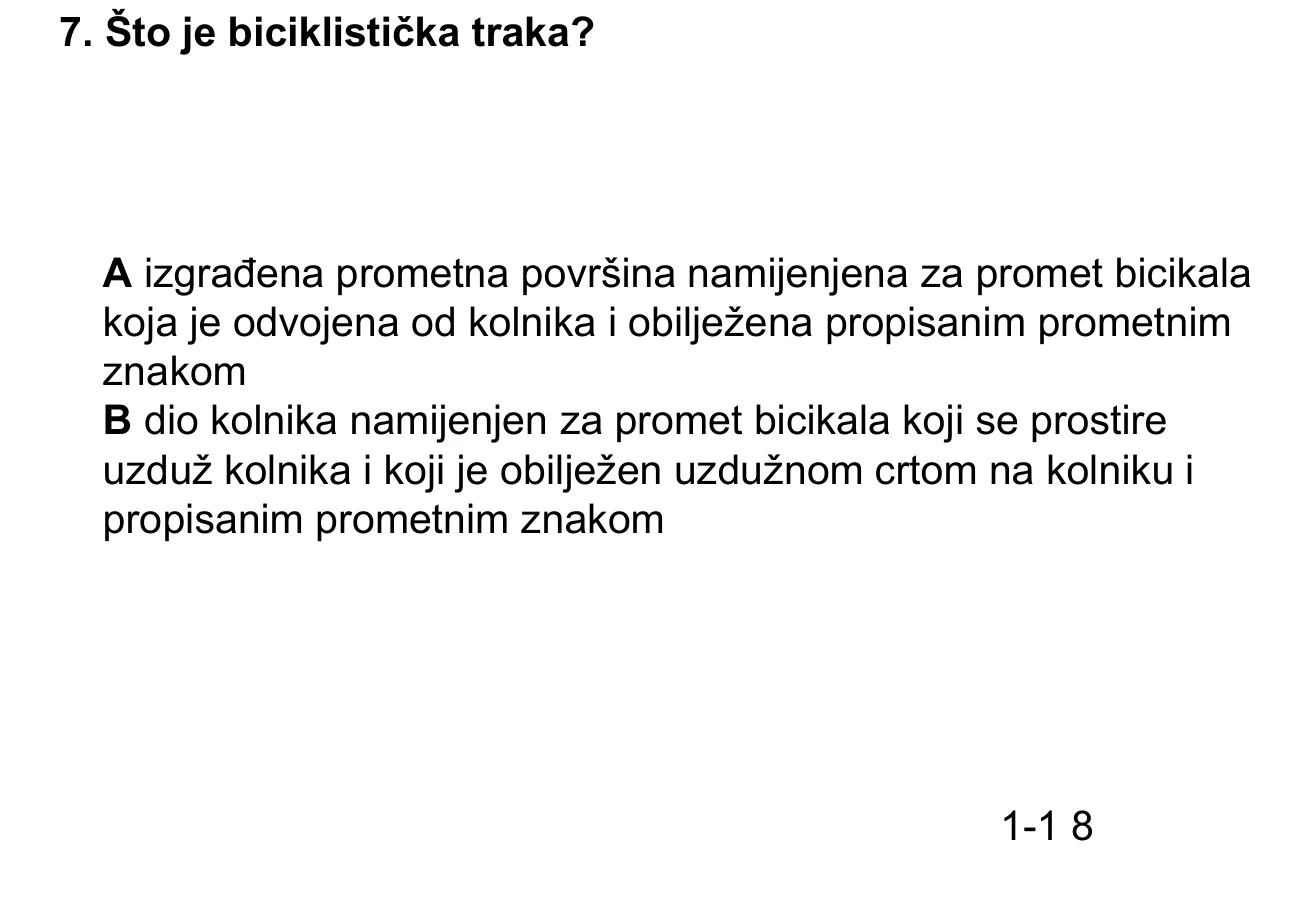 7. Što je biciklistička traka?
A izgrađena prometna površina namijenjena za promet bicikala
koja je odvojena od kolnika i obilježena propisanim prometnim
znakom
B dio kolnika namijenjen za promet bicikala koji se prostire
uzduž kolnika i koji je obilježen uzdužnom crtom na kolniku i
propisanim prometnim znakom
1-1 8